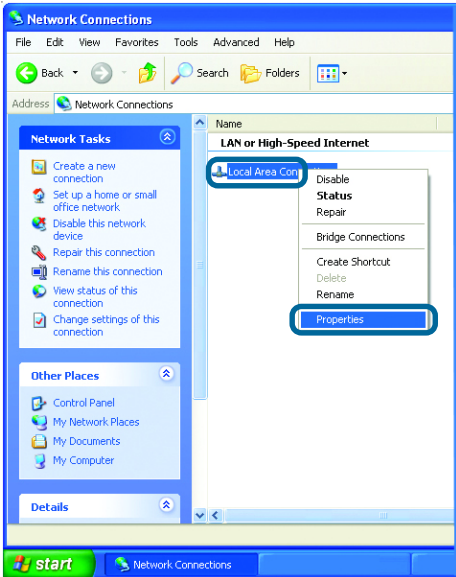 Network Connections
File Edit View Favorites Tools Advanced Help
Back Search Folders
Address Network Connections
Network Tasks
Create a new
connection
Set up a home or small
office network
Disable this network
device
Repair this connection
Rename this connection
View status of this
connection
Change settings of this
connection
Other Places
Control Panel
My Network Places
My Documents
My Computer
Details
Name
LAN or High-Speed Internet
Local Area Con
Disable
Status
Repair
Bridge Connections
Create Shortcut
Delete
Rename
Properties
start Network Connections